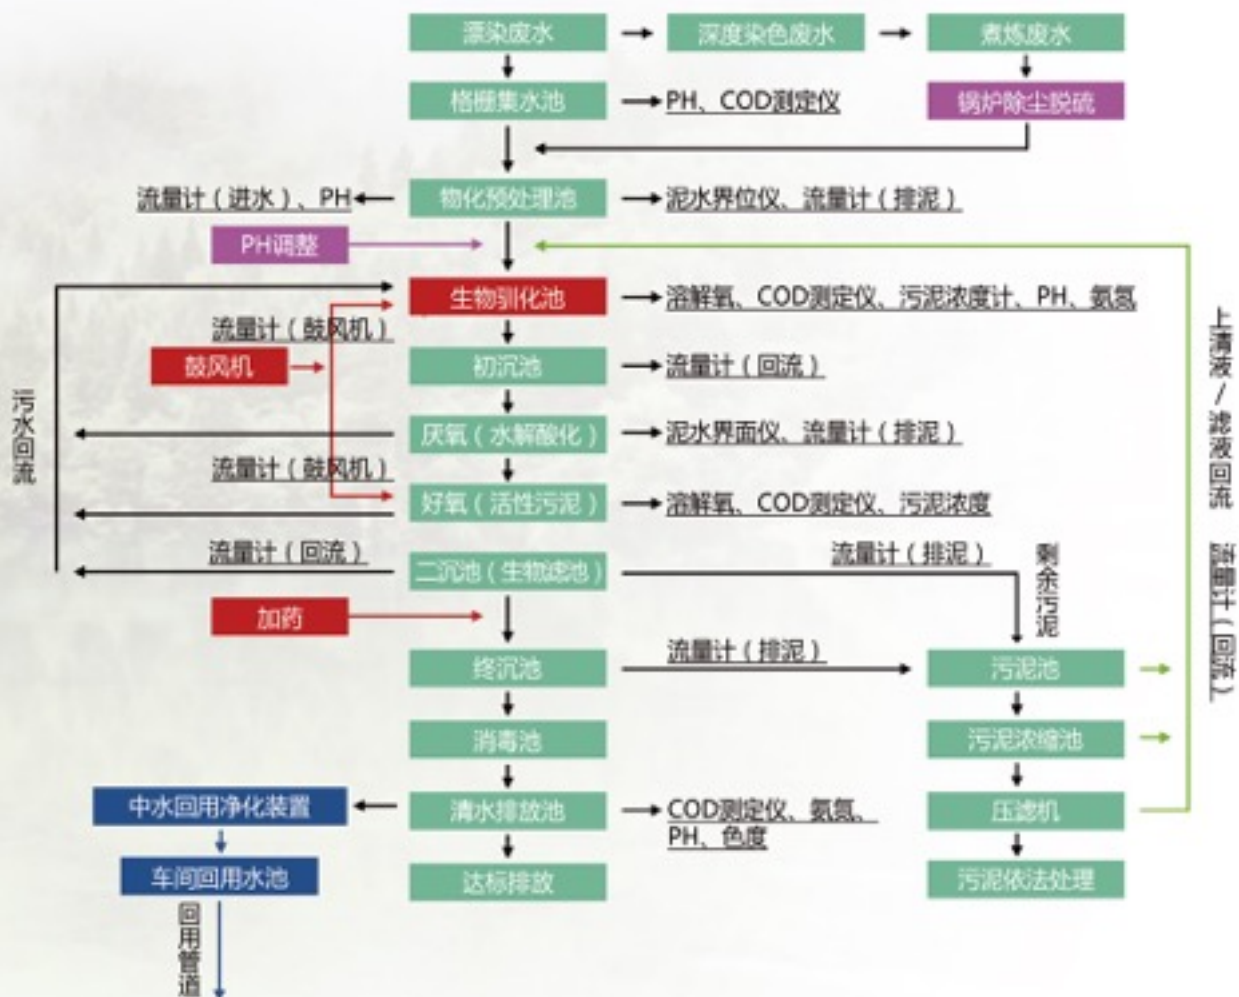 漂染废水
深度染色废水
煮炼废水
格栅集水池
PH、COD测定仪
锅炉除尘脱硫
流量计（进水）、PH
物化预处理池
泥水界位仪、流量计（排泥）
PH调整
生物驯化池
溶解氧、COD测定仪、污泥浓度计、PH、氨氮
流量计（鼓风机）
鼓风机
初沉池
流量计（回流）
污水回流
厌氧（水解酸化）
泥水界面仪、流量计（排泥）
流量计（鼓风机）
好氧（活性污泥）
溶解氧、COD测定仪、污泥浓度
上清液/滤液回流 流量计（回流）
流量计（回流）
二沉池（生物滤池）
流量计（排泥）
剩余污泥
加药
终沉池
流量计（排泥）
污泥池
消毒池
污泥浓缩池
中水回用净化装置
清水排放池
COD测定仪、氨氮、
PH、色度
压滤机
车间回用水池
达标排放
污泥依法处理
回用管道